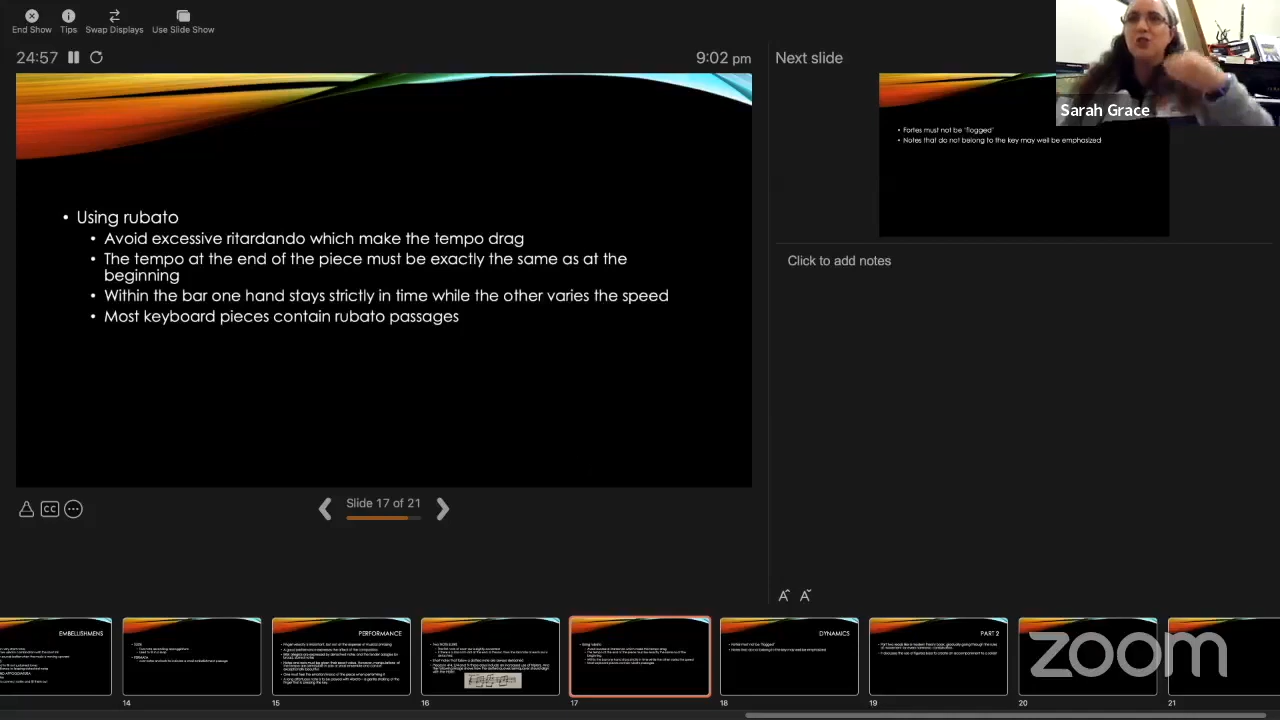 End Show
Tips
Swap Displays
Use Slide Show
24:57
9:02 pm
Next slide
Sarah Grace
• Using rubato
• Avoid excessive ritardando which make the tempo drag
• The tempo at the end of the piece must be exactly the same as at the
beginning
• Within the bar one hand stays strictly in time while the other varies the speed
• Most keyboard pieces contain rubato passages
• Fortes must not be 'flogged'
• Notes that do not belong to the key may well be emphasized
Click to add notes
CC
Slide 17 of 21
EMBELLISHMENS
PERFORMANCE
DYNAMICS
PART 2
14
15
16
17
18
19
20
21
zoom